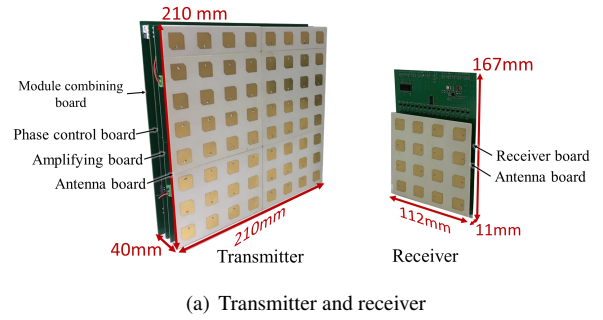 210 mm
Module combining
board
Phase control board
Amplifying board
Antenna board
40mm
210mm
Transmitter
167mm
Receiver board
Antenna board
112mm
11mm
Receiver
(a) Transmitter and receiver